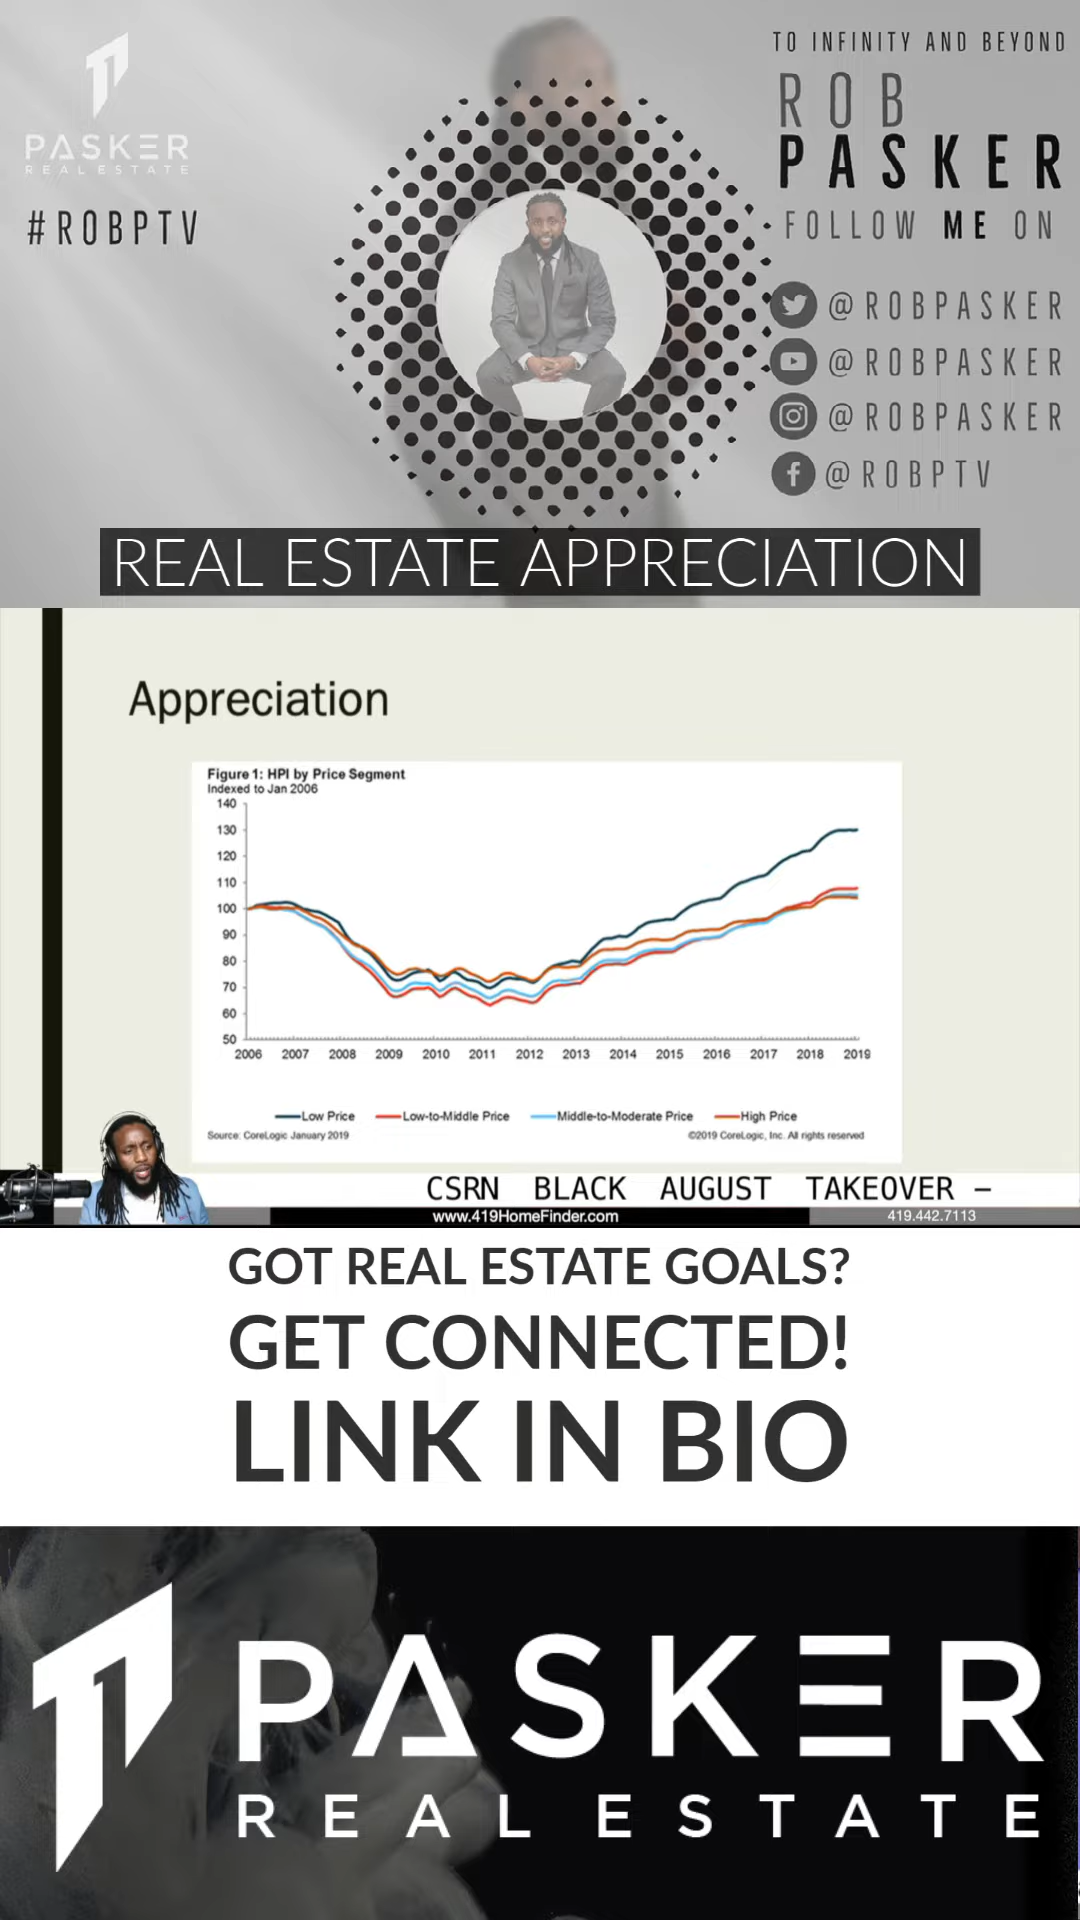 PASKER
REAL ESTATE
#ROBPTV
TO INFINITY AND BEYOND
ROB
PASKER
FOLLOW ME ON
@ROBPASKER
@ROBPASKER
@ROBPASKER
@ROBPTV
REAL ESTATE APPRECIATION
Appreciation
Figure 1: HPI by Price Segment
Indexed to Jan 2006
140
130
120
110
100
90
80
70
60
50
2006 2007 2008 2009 2010 2011 2012 2013 2014 2015 2016 2017 2018 2019
Low Price Low-to-Middle Price Middle-to-Moderate Price High Price
Source: CoreLogic January 2019 ©2019 CoreLogic, Inc. All rights reserved
CSRN BLACK AUGUST TAKEOVER –
www.419HomeFinder.com 419.442.7113
GOT REAL ESTATE GOALS?
GET CONNECTED!
LINK IN BIO
PASKER
REAL ESTATE